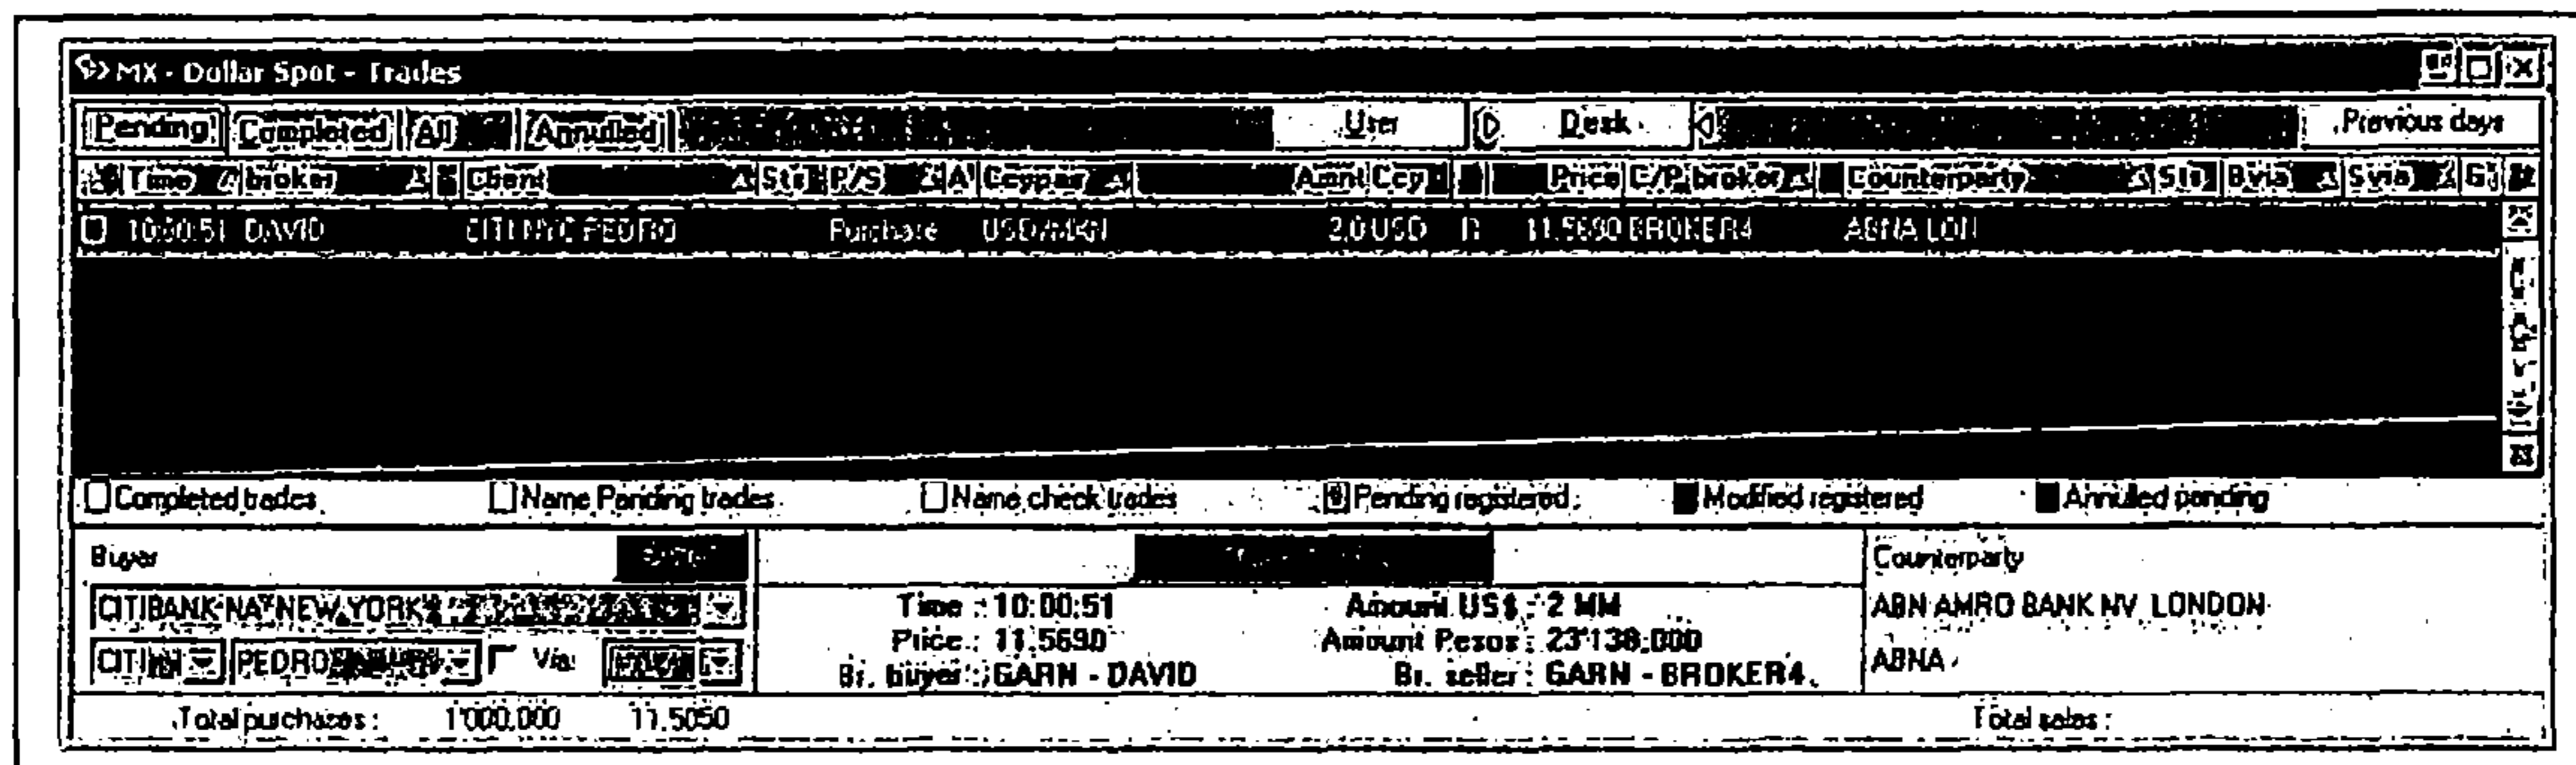 MX - Dollar Spot - Trades
Pending Completed All Annulled User Desk Previous days
Time broker Client Sts P/S A Ccypar Amnt Ccy Price C/P broker Counterparty Sts B.via S.via
10:00:51 DAVID CITI NYC PEDRO Purchase USD/MXN 2,0 USD 11.5690 BROKER4 ABNA LON
Completed trades Name Pending trades Name check trades Pending registered Modified registered Annulled pending
Buyer Counterparty
CITIBANK NA NEW YORK Time : 10:00:51 Amount US$ : 2 MM ABN AMRO BANK NV LONDON
Price : 11.5690 Amount Pesos : 23'138,000
CITI PEDRO Via: ABNA
Br. buyer : GARN - DAVID Br. seller : GARN - BROKER4
Total purchases : 1'000,000 11.5050 Total sales :